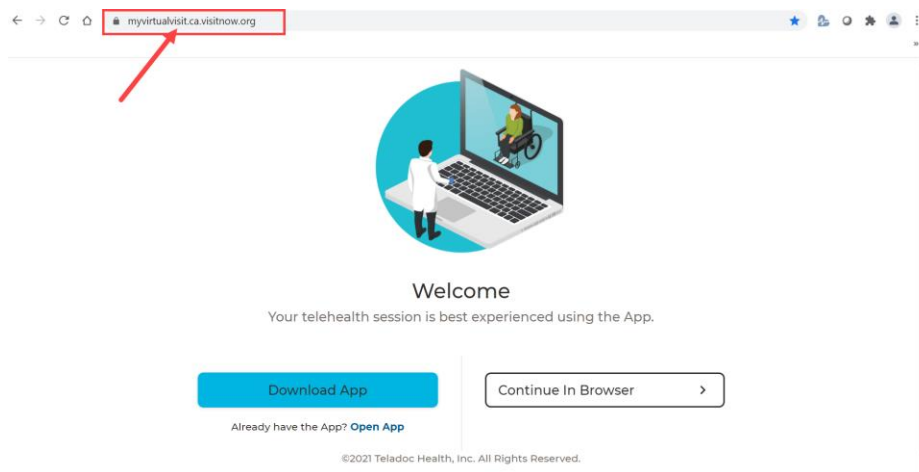 myvirtualvisit.ca.visitnow.org
»
Welcome
Your telehealth session is best experienced using the App.
Download App
Continue In Browser >
Already have the App? Open App
©2021 Teladoc Health, Inc. All Rights Reserved.